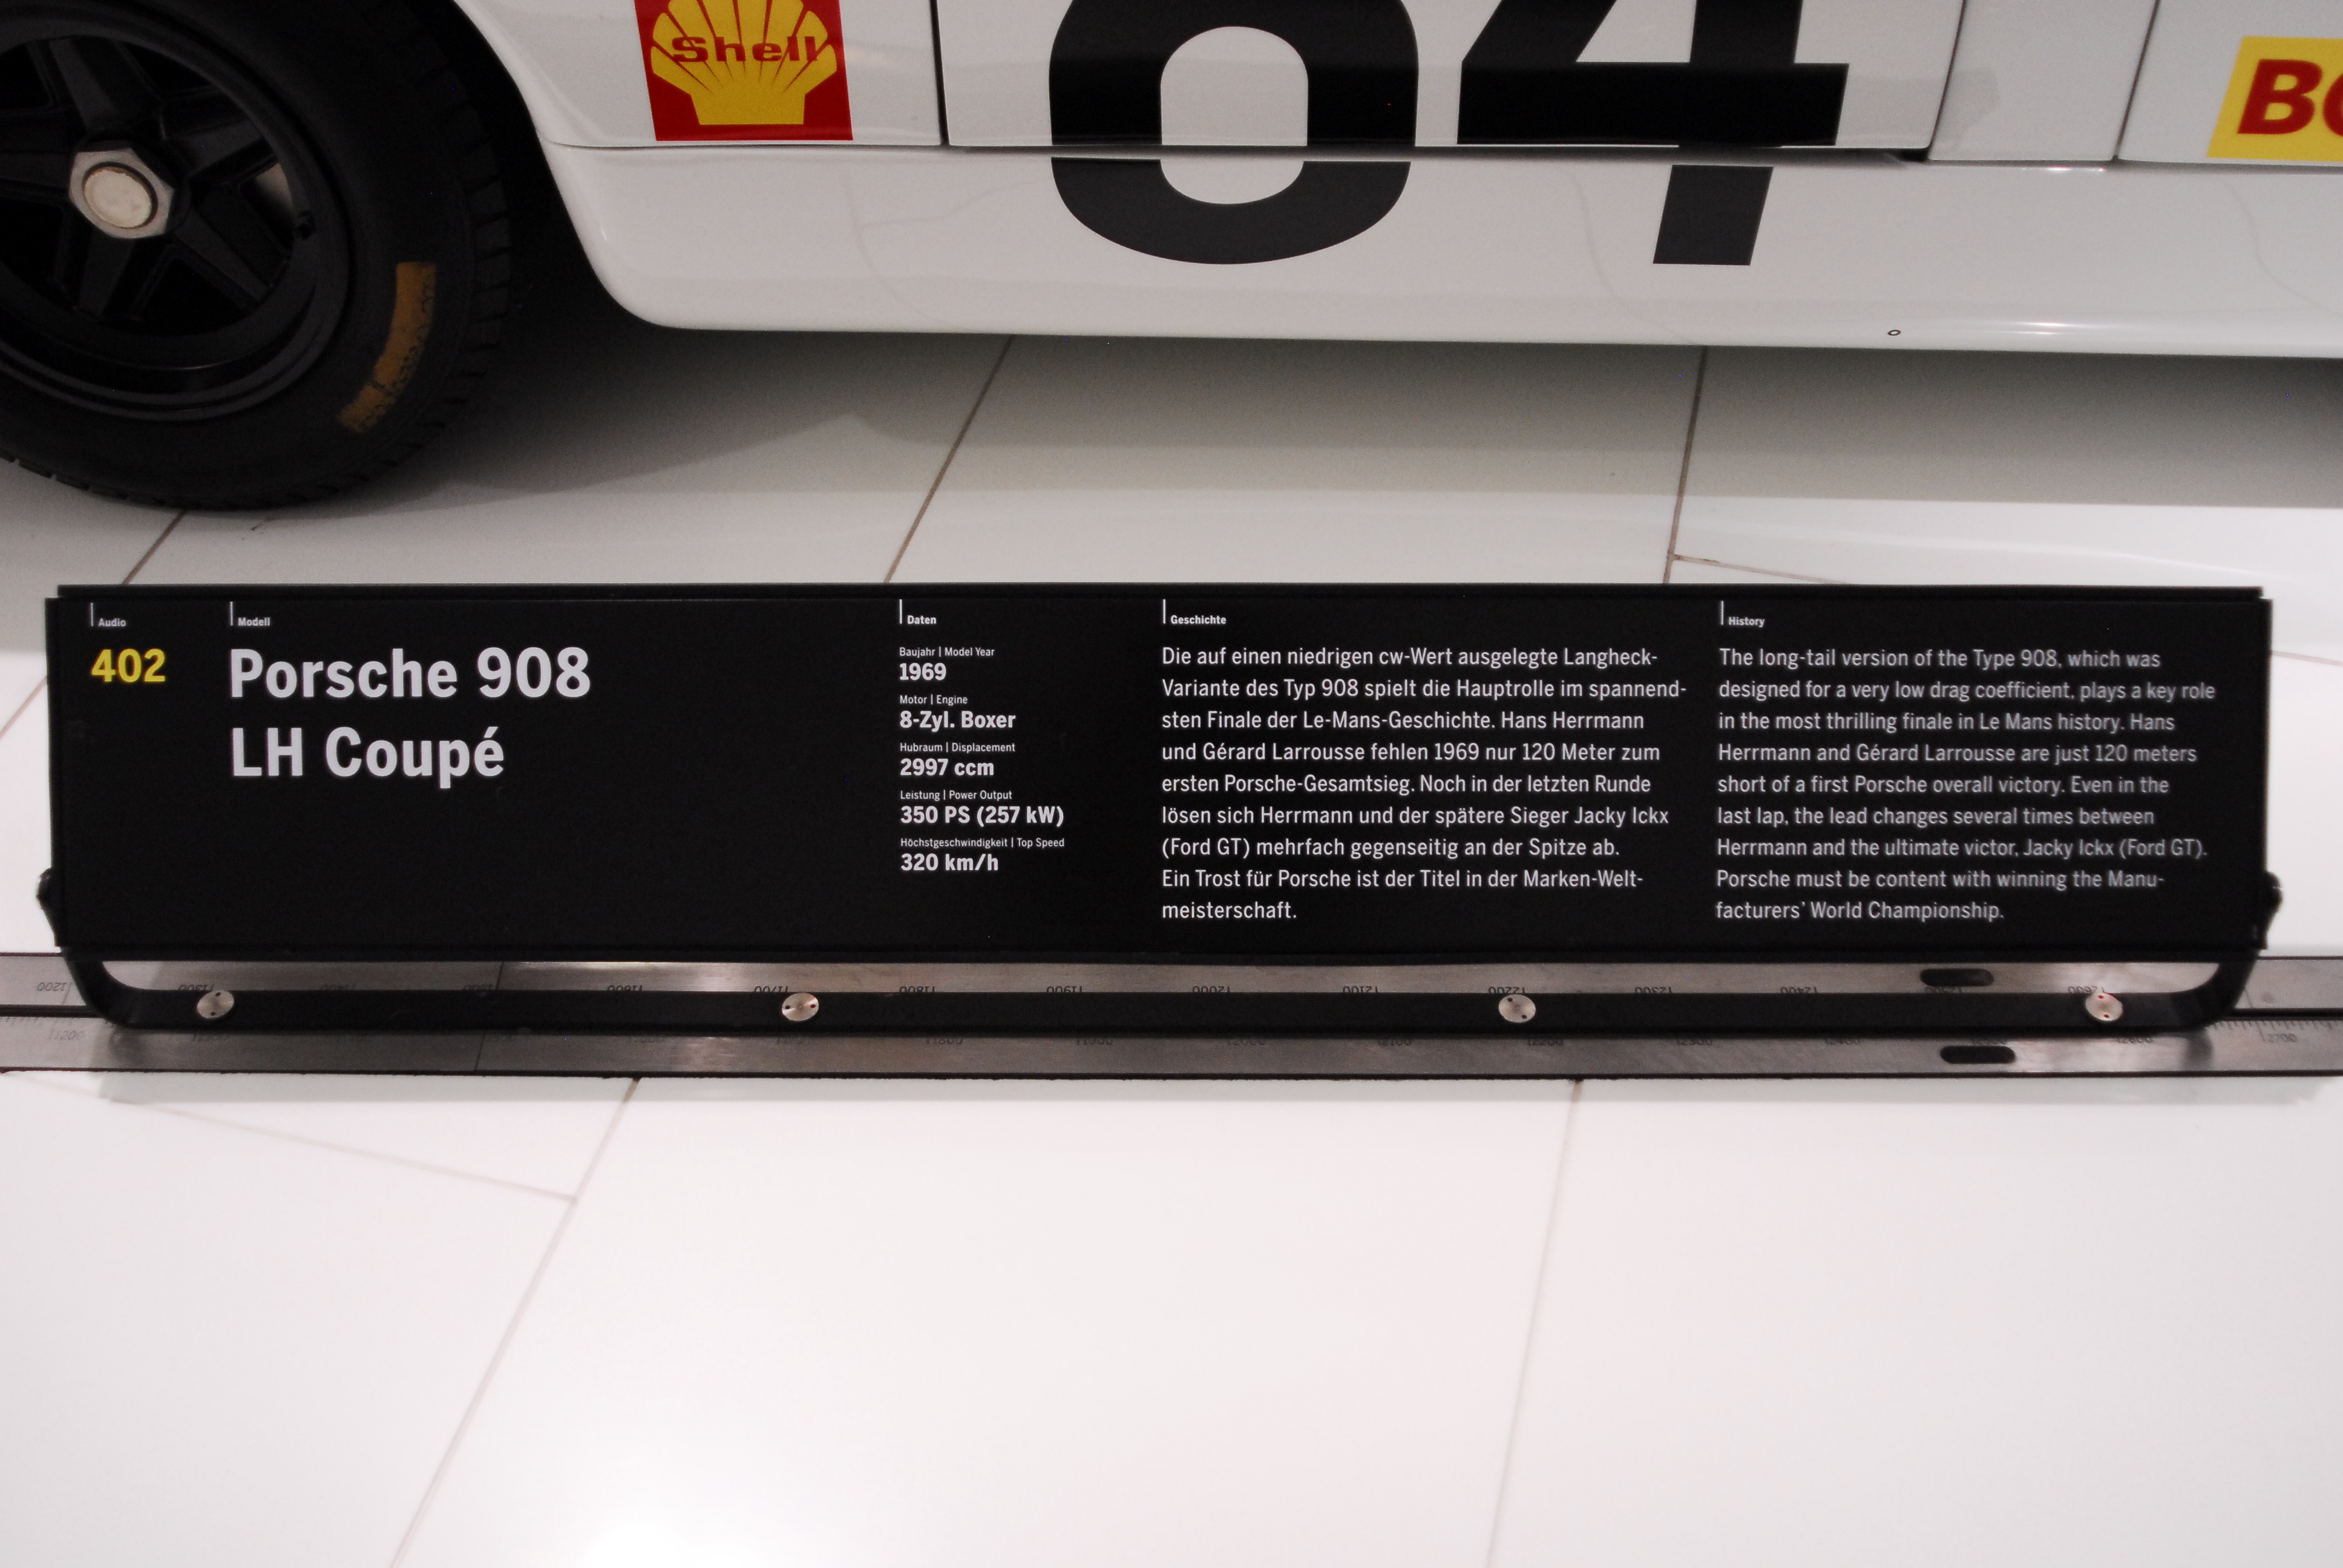 Shell
64
BO
Audio
402
Modell
Porsche 908
LH Coupé
Daten
Baujahr | Model Year
1969
Motor | Engine
8-Zyl. Boxer
Hubraum | Displacement
2997 ccm
Leistung | Power Output
350 PS (257 kW)
Höchstgeschwindigkeit | Top Speed
320 km/h
Geschichte
Die auf einen niedrigen cw-Wert ausgelegte Langheck-
Variante des Typ 908 spielt die Hauptrolle im spannend-
sten Finale der Le-Mans-Geschichte. Hans Herrmann
und Gérard Larrousse fehlen 1969 nur 120 Meter zum
ersten Porsche-Gesamtsieg. Noch in der letzten Runde
lösen sich Herrmann und der spätere Sieger Jacky Ickx
(Ford GT) mehrfach gegenseitig an der Spitze ab.
Ein Trost für Porsche ist der Titel in der Marken-Welt-
meisterschaft.
History
The long-tail version of the Type 908, which was
designed for a very low drag coefficient, plays a key role
in the most thrilling finale in Le Mans history. Hans
Herrmann and Gérard Larrousse are just 120 meters
short of a first Porsche overall victory. Even in the
last lap, the lead changes several times between
Herrmann and the ultimate victor, Jacky Ickx (Ford GT).
Porsche must be content with winning the Manu-
facturers' World Championship.